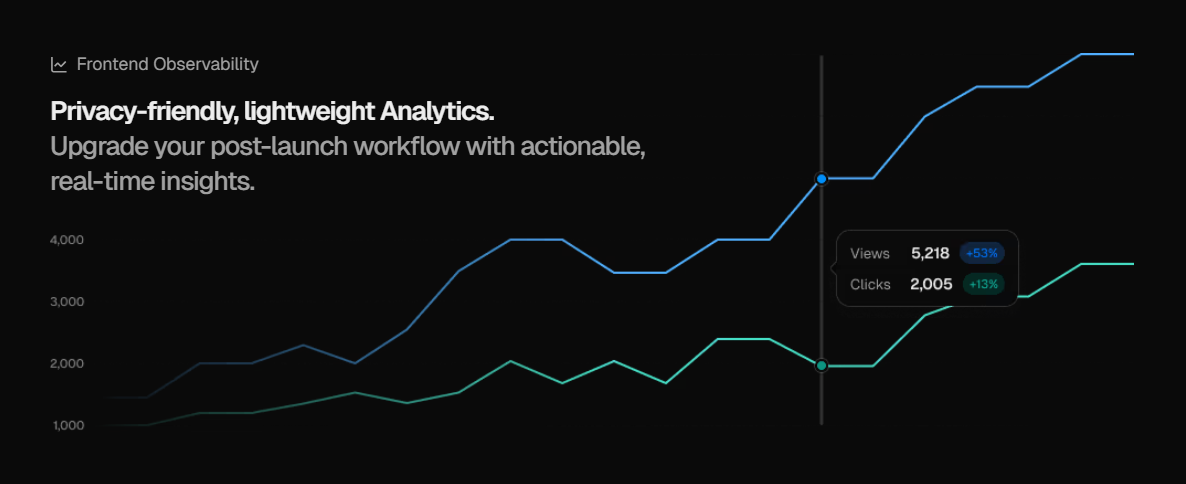 Frontend Observability
Privacy-friendly, lightweight Analytics.
Upgrade your post-launch workflow with actionable,
real-time insights.
4,000
3,000
2,000
1,000
Views 5,218 +53%
Clicks 2,005 +13%